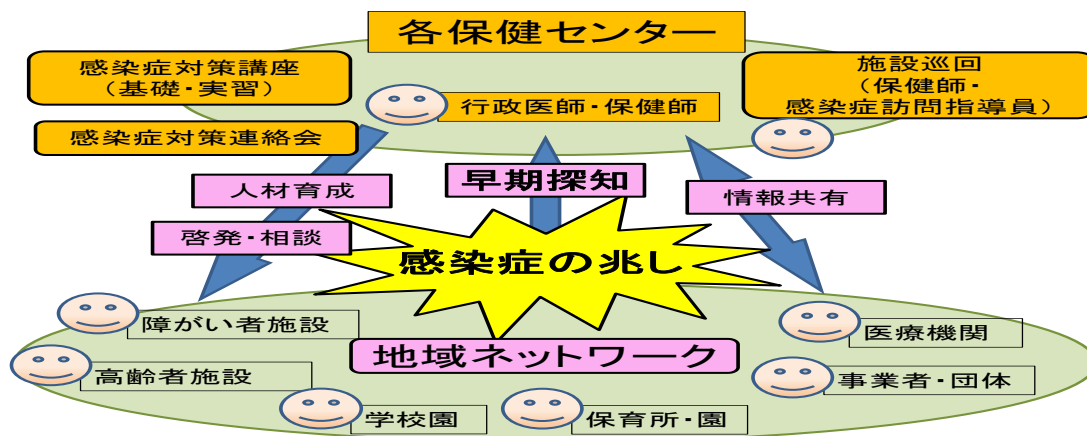 各保健センター
感染症対策講座
(基礎・実習)
施設巡回
(保健師・
感染症訪問指導員)
行政医師・保健師
感染症対策連絡会
人材育成
早期探知
情報共有
啓発・相談
感染症の兆し
障がい者施設
医療機関
地域ネットワーク
高齢者施設
事業者・団体
学校園
保育所・園